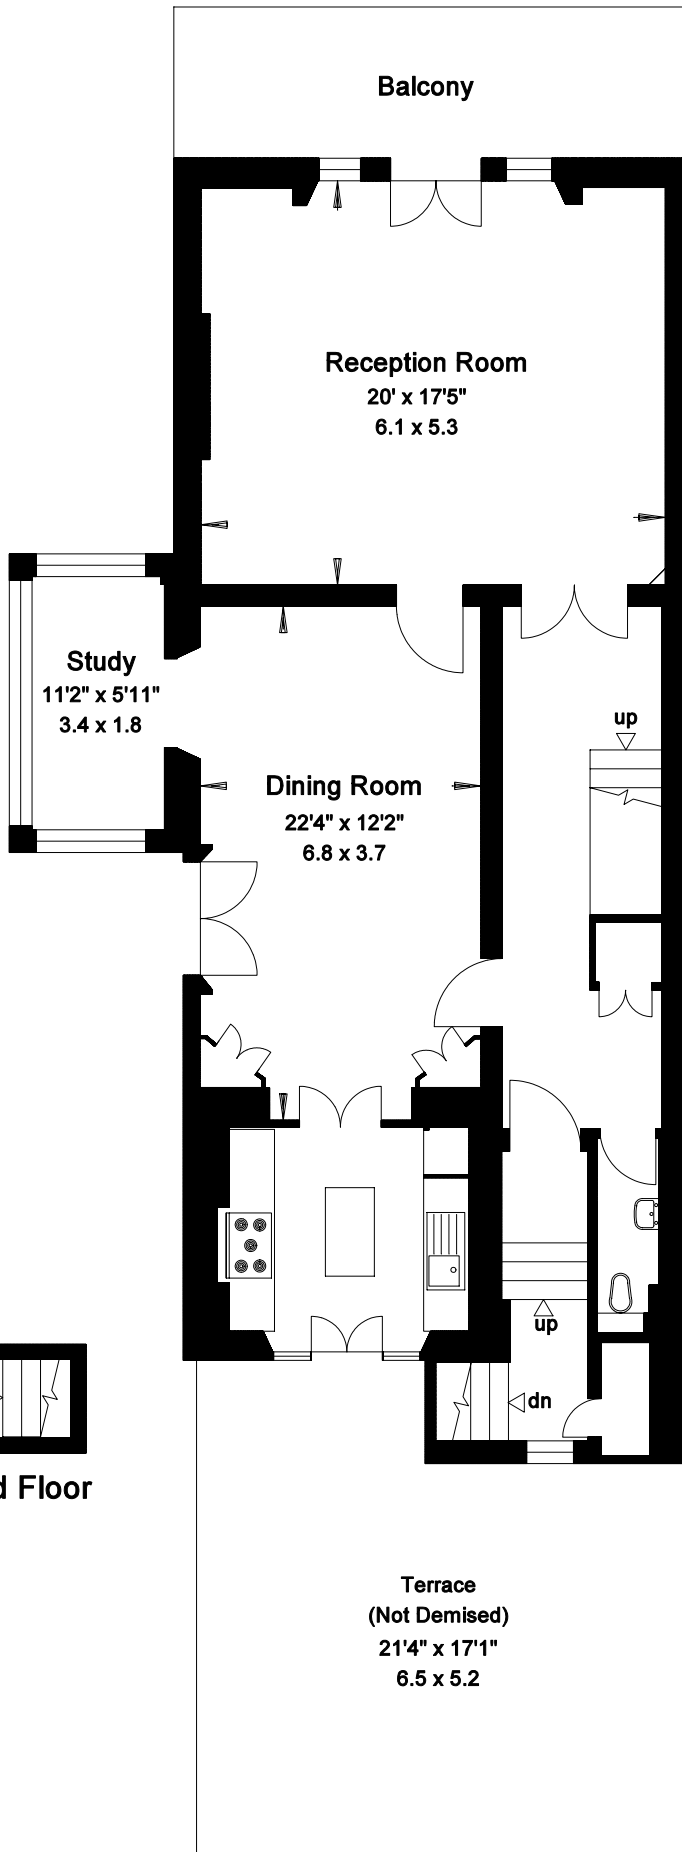 Balcony
Reception Room
20' x 17'5"
6.1 x 5.3
Study
11'2" x 5'11"
3.4 x 1.8
up
Dining Room
22'4" x 12'2"
6.8 x 3.7
up
dn
d Floor
Terrace
(Not Demised)
21'4" x 17'1"
6.5 x 5.2